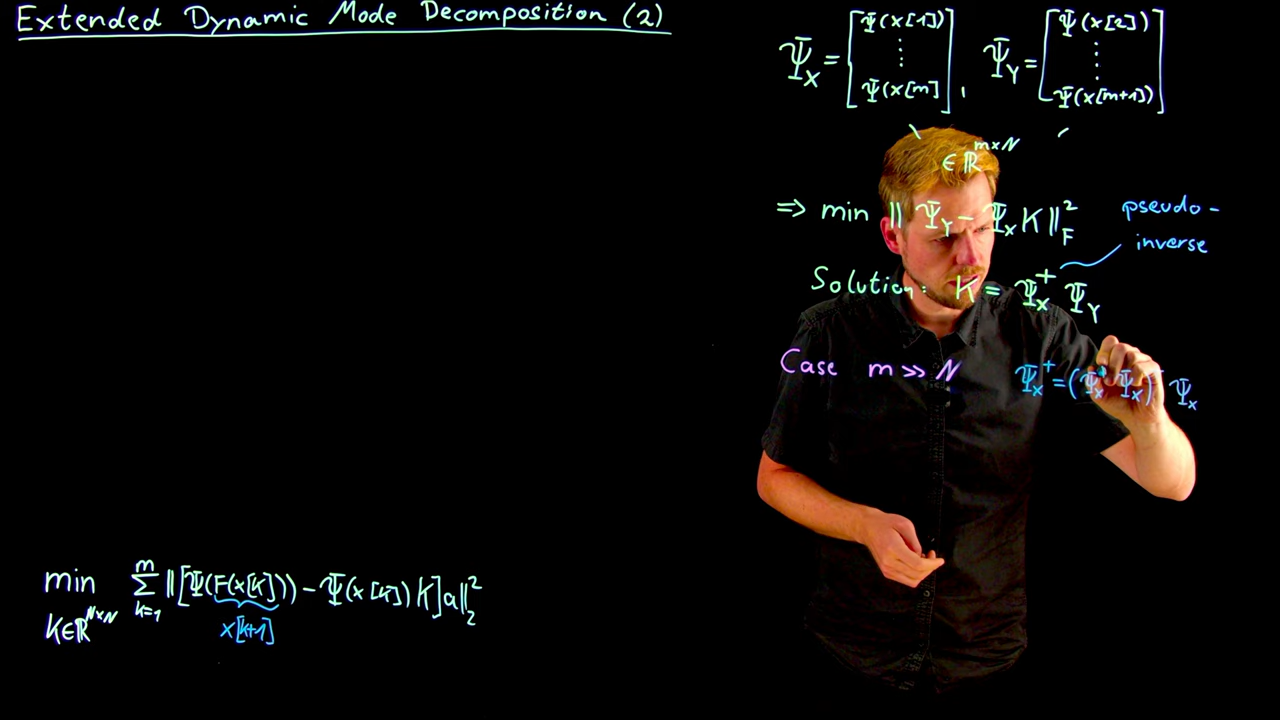 Extended Dynamic Mode Decomposition (2)
Ψ_X = [Ψ(x[1]) ⋮ Ψ(x[m]], Ψ_Y = [Ψ(x[2]) ⋮ Ψ(x[m+1])]
∈ ℝ^{m×N}
⇒ min ‖Ψ_Y − Ψ_X K‖_F^2
pseudo-
inverse
Solution: K = Ψ_X^+ Ψ_Y
Case m >> N Ψ_X^+ = (Ψ_X Ψ_X)^- Ψ_X
min ∑_{k=1}^{m} ‖[Ψ(F(x[k])) − Ψ(x[k]) K]a‖_2^2
K∈ℝ^{N×N}
x[k+1]